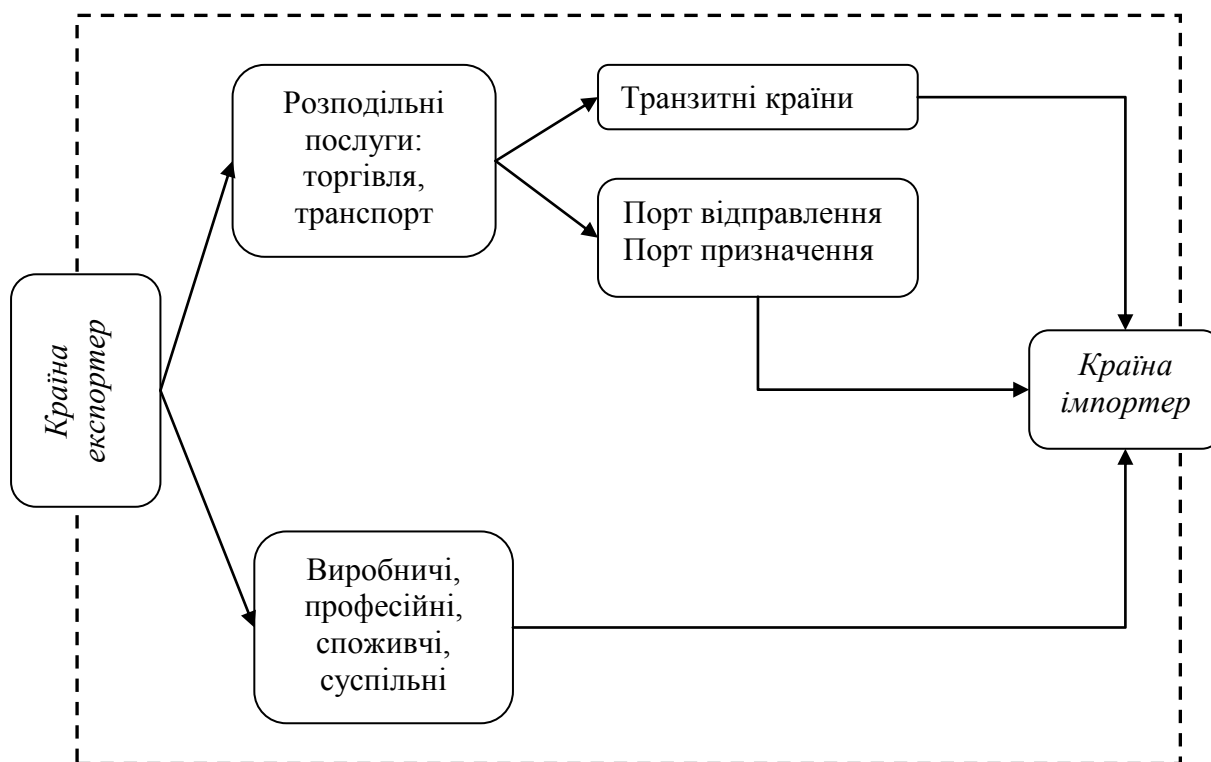 Розподільні
послуги:
торгівля,
транспорт
Транзитні країни
Порт відправлення
Порт призначення
Країна
експортер
Країна
імпортер
Виробничі,
професійні,
споживчі,
суспільні